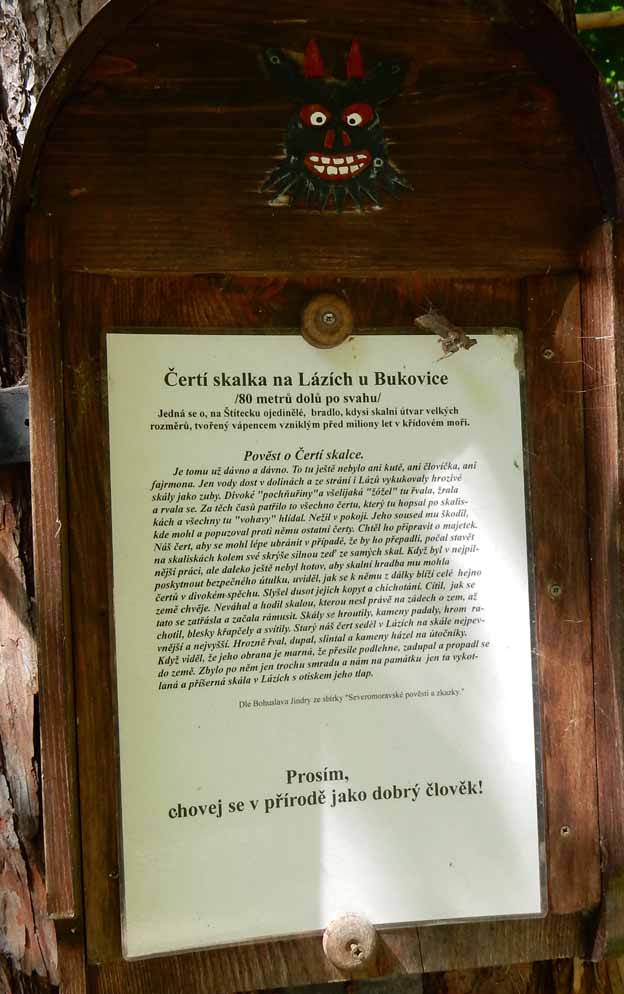 Čertí skalka na Lázích u Bukovice
/80 metrů dolů po svahu/
Jedná se o, na Štítecku ojedinělé, bradlo, kdysi skalní útvar velkých
rozměrů, tvořený vápencem vzniklým před miliony let v křídovém moři.
Pověst o Čertí skalce.
Je tomu už dávno a dávno. To tu ještě nebylo ani kutě, ani človíčka, ani
fajrmona. Jen vody dost v dolinách a ze strání i Lázů vykukovaly hrozivé
skály jako zuby. Divoké "pochňuřiny"a všelijaká "žóžel" tu řvala, žrala
a rvala se. Za těch časů patřilo to všechno čertu, který tu hopsal po skalis-
kách a všechny tu "vohavy" hlídal. Nežil v pokoji. Jeho soused mu škodil,
kde mohl a popuzoval proti němu ostatní čerty. Chtěl ho připravit o majetek.
Náš čert, aby se mohl lépe ubránit v případě, že by ho přepadli, počal stavět
na skaliskách kolem své skrýše silnou zeď ze samých skal. Když byl v nejpil-
nější práci, ale daleko ještě nebyl hotov, aby skalní hradba mu mohla
poskytnout bezpečného útulku, uviděl, jak se k němu z dálky blíží celé hejno
čertů v divokém spěchu. Slyšel dusot jejich kopyt a chichotání. Cítil, jak se
země chvěje. Neváhal a hodil skalou, kterou nesl právě na zádech o zem, až
tato se zatřásla a začala rámusit. Skály se hroutily, kameny padaly, hrom ra-
chotil, blesky křapčely a svítily. Starý náš čert seděl v Lázích na skále nejpev-
vnější a nejvyšší. Hrozně řval, dupal, slintal a kameny házel na útočníky.
Když viděl, že jeho obrana je marná, že přesile podlehne, zadupal a propadl se
do země. Zbylo po něm jen trochu smradu a nám na památku jen ta vykot-
laná a příšerná skála v Lázích s otiskem jeho tlap.
Dle Bohuslava Jindry ze sbírky "Severomoravské pověsti a zkazky."
Prosím,
chovej se v přírodě jako dobrý člověk!